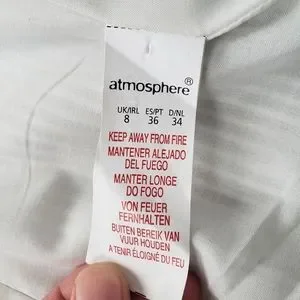 atmosphere®
UK/IRL ES/PT D/NL
8 36 34
KEEP AWAY FROM FIRE
MANTENER ALEJADO
DEL FUEGO
MANTER LONGE
DO FOGO
VON FEUER
FERNHALTEN
BUITEN BEREIK VAN
VUUR HOUDEN
A TENIR ÉLOIGNÉ DU FEU